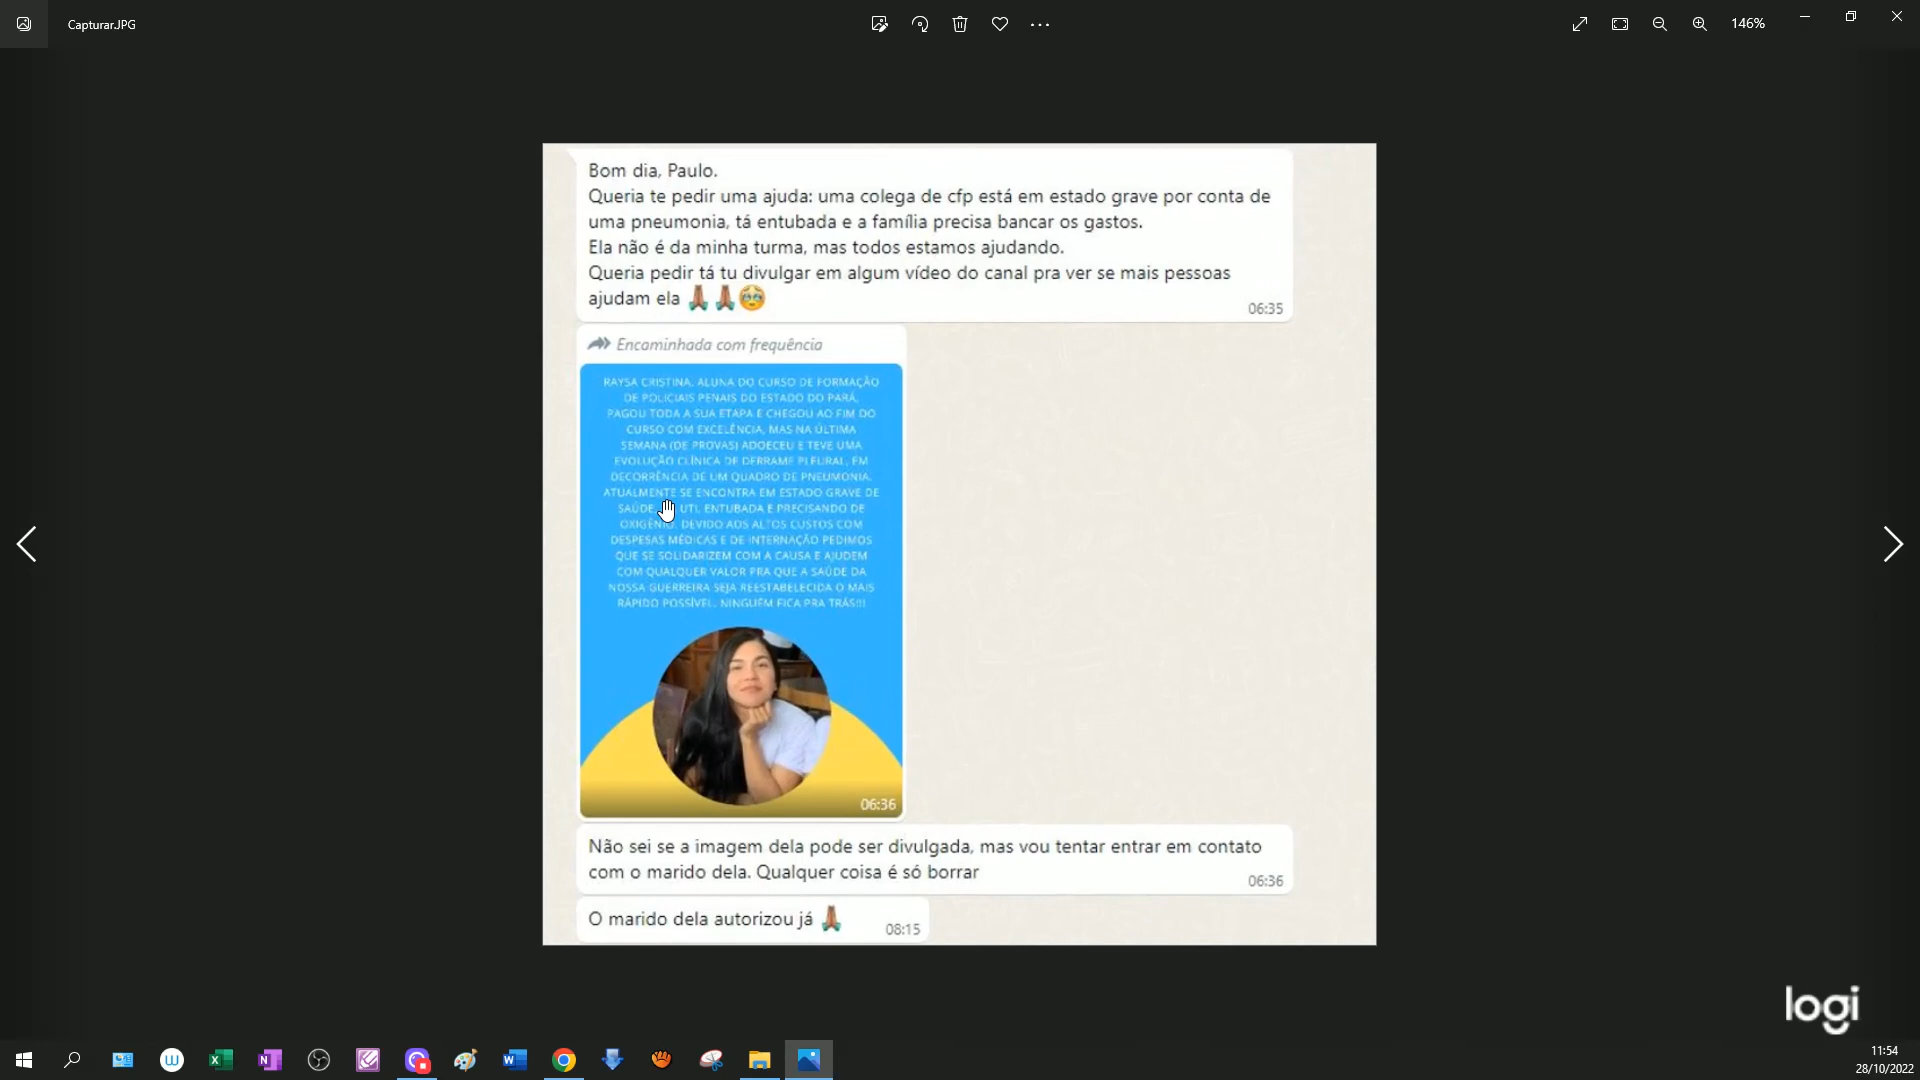 Capturar.JPG
146%
Bom dia, Paulo.
Queria te pedir uma ajuda: uma colega de cfp está em estado grave por conta de
uma pneumonia, tá entubada e a família precisa bancar os gastos.
Ela não é da minha turma, mas todos estamos ajudando.
Queria pedir tá tu divulgar em algum vídeo do canal pra ver se mais pessoas
ajudam ela 🙏🏽🙏🏽🥹
06:35
Encaminhada com frequência
RAYSA CRISTINA, ALUNA DO CURSO DE FORMAÇÃO
DE POLICIAIS PENAIS DO ESTADO DO PARÁ,
PAGOU TODA A SUA ETAPA E CHEGOU AO FIM DO
CURSO COM EXCELÊNCIA, MAS NA ÚLTIMA
SEMANA (DE PROVAS) ADOECEU E TEVE UMA
EVOLUÇÃO CLÍNICA DE DERRAME PLEURAL, EM
DECORRÊNCIA DE UM QUADRO DE PNEUMONIA.
ATUALMENTE SE ENCONTRA EM ESTADO GRAVE DE
SAÚDE, UTI, ENTUBADA E PRECISANDO DE
OXIGÊNIO. DEVIDO AOS ALTOS CUSTOS COM
DESPESAS MÉDICAS E DE INTERNAÇÃO PEDIMOS
QUE SE SOLIDARIZEM COM A CAUSA E AJUDEM
COM QUALQUER VALOR PRA QUE A SAÚDE DA
NOSSA GUERREIRA SEJA REESTABELECIDA O MAIS
RÁPIDO POSSÍVEL. NINGUÉM FICA PRA TRÁS!!!
06:36
Não sei se a imagem dela pode ser divulgada, mas vou tentar entrar em contato
com o marido dela. Qualquer coisa é só borrar
06:36
O marido dela autorizou já 🙏🏽
08:15
logi
11:54
28/10/2022